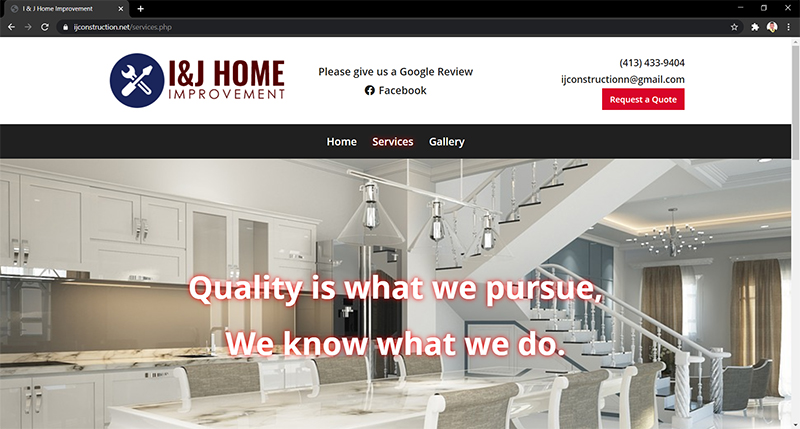 I & J Home Improvement
ijconstruction.net/services.php
I&J HOME
IMPROVEMENT
Please give us a Google Review
Facebook
(413) 433-9404
ijconstructionn@gmail.com
Request a Quote
Home Services Gallery
Quality is what we pursue,
We know what we do.